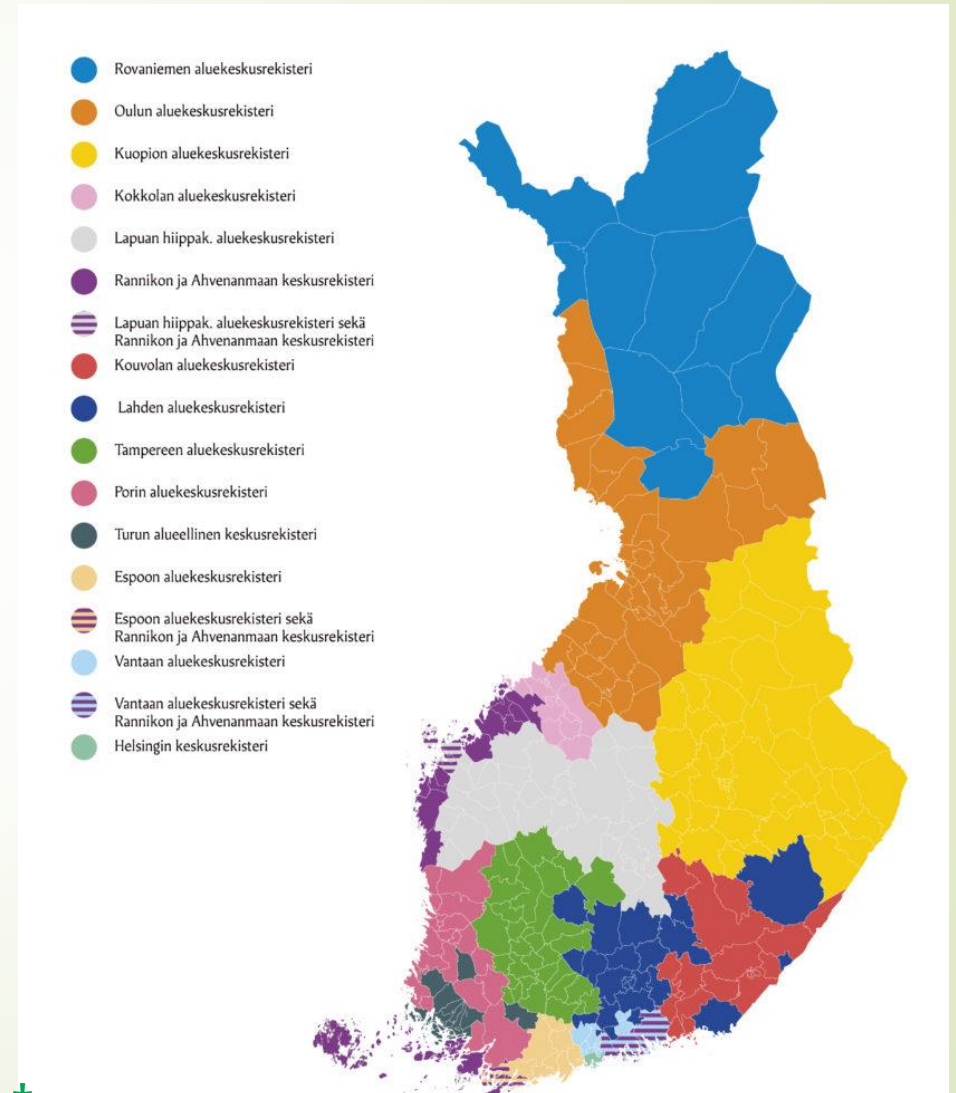 Rovaniemen aluekeskusrekisteri
Oulun aluekeskusrekisteri
Kuopion aluekeskusrekisteri
Kokkolan aluekeskusrekisteri
Lapuan hiippak. aluekeskusrekisteri
Rannikon ja Ahvenanmaan keskusrekisteri
Lapuan hiippak. aluekeskusrekisteri sekä
Rannikon ja Ahvenanmaan keskusrekisteri
Kouvolan aluekeskusrekisteri
Lahden aluekeskusrekisteri
Tampereen aluekeskusrekisteri
Porin aluekeskusrekisteri
Turun alueellinen keskusrekisteri
Espoon aluekeskusrekisteri
Espoon aluekeskusrekisteri sekä
Rannikon ja Ahvenanmaan keskusrekisteri
Vantaan aluekeskusrekisteri
Vantaan aluekeskusrekisteri sekä
Rannikon ja Ahvenanmaan keskusrekisteri
Helsingin keskusrekisteri